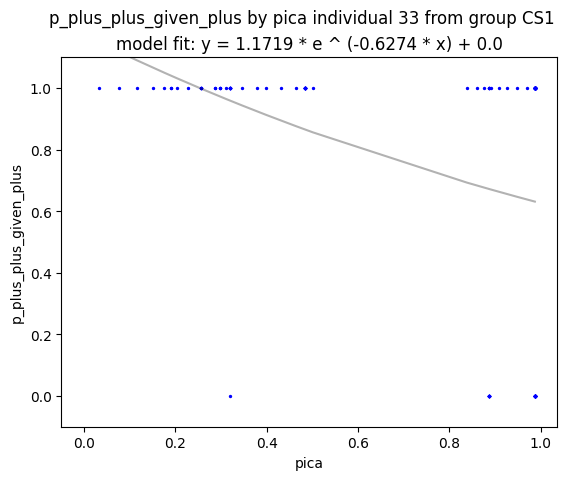 p_plus_plus_given_plus by pica individual 33 from group CS1
model fit: y = 1.1719 * e ^ (-0.6274 * x) + 0.0
1.0
0.8
0.6
0.4
0.2
0.0
p_plus_plus_given_plus
0.0 0.2 0.4 0.6 0.8 1.0
pica